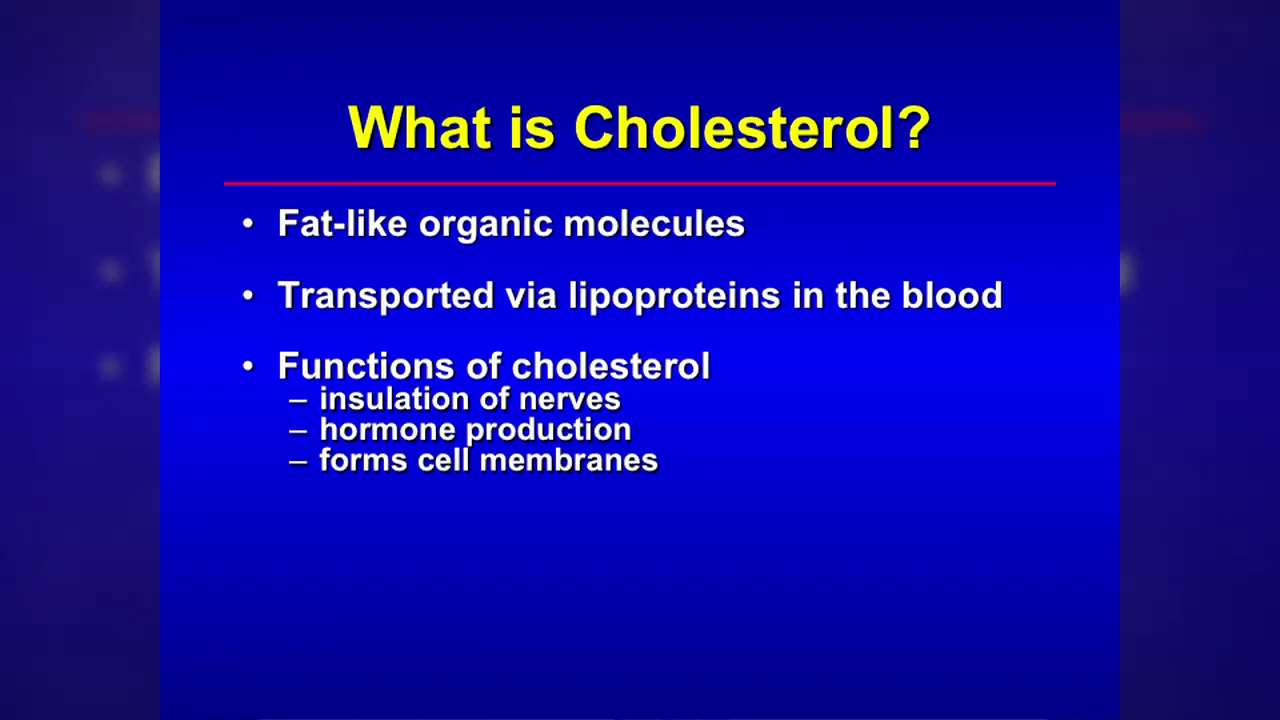 What is Cholesterol?
• Fat-like organic molecules
• Transported via lipoproteins in the blood
• Functions of cholesterol
– insulation of nerves
– hormone production
– forms cell membranes